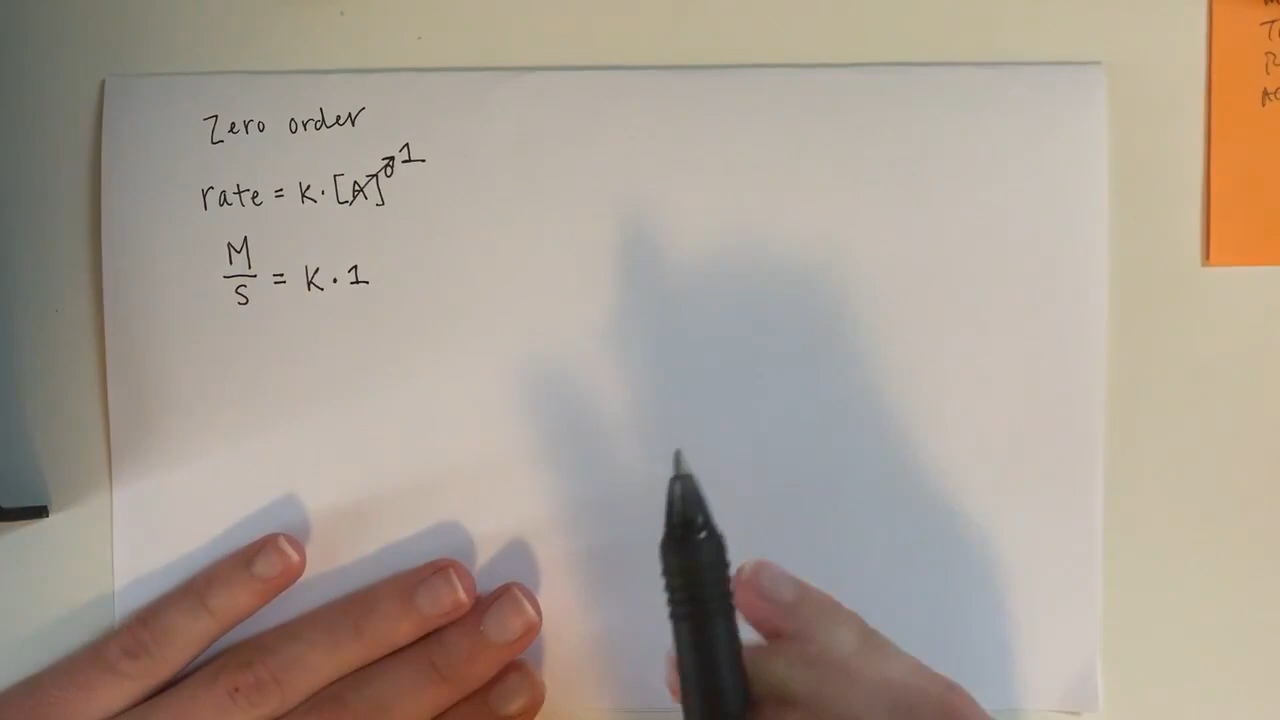 Zero order
rate = K · [A]⁰ 1
M/S = K · 1